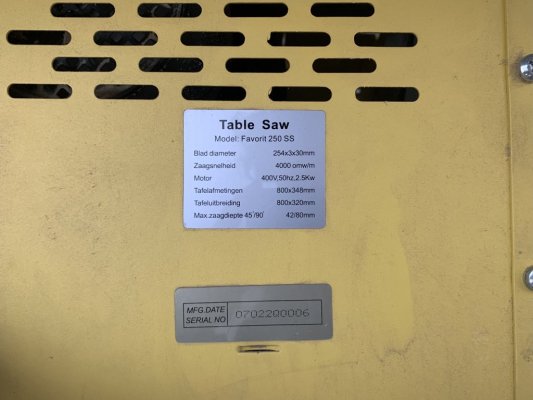 Table Saw
Model: Favorit 250 SS
Blad diameter 254x3x30mm
Zaagsnelheid 4000 omw/m
Motor 400V,50hz,2.5Kw
Tafelafmetingen 800x348mm
Tafeluitbreiding 800x320mm
Max.zaagdiepte 45°/90° 42/80mm
MFG.DATE
SERIAL NO
0702200006